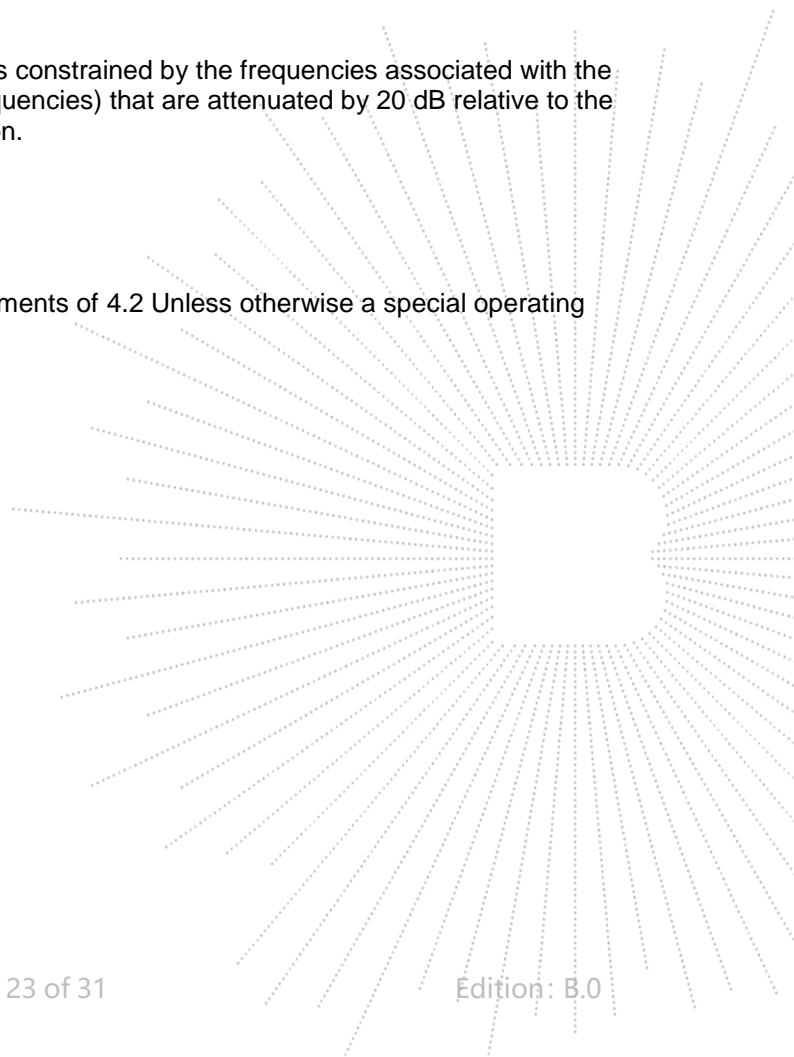 s constrained by the frequencies associated with the
quencies) that are attenuated by 20 dB relative to the
n.
ments of 4.2 Unless otherwise a special operating
23 of 31 Edition: B.0